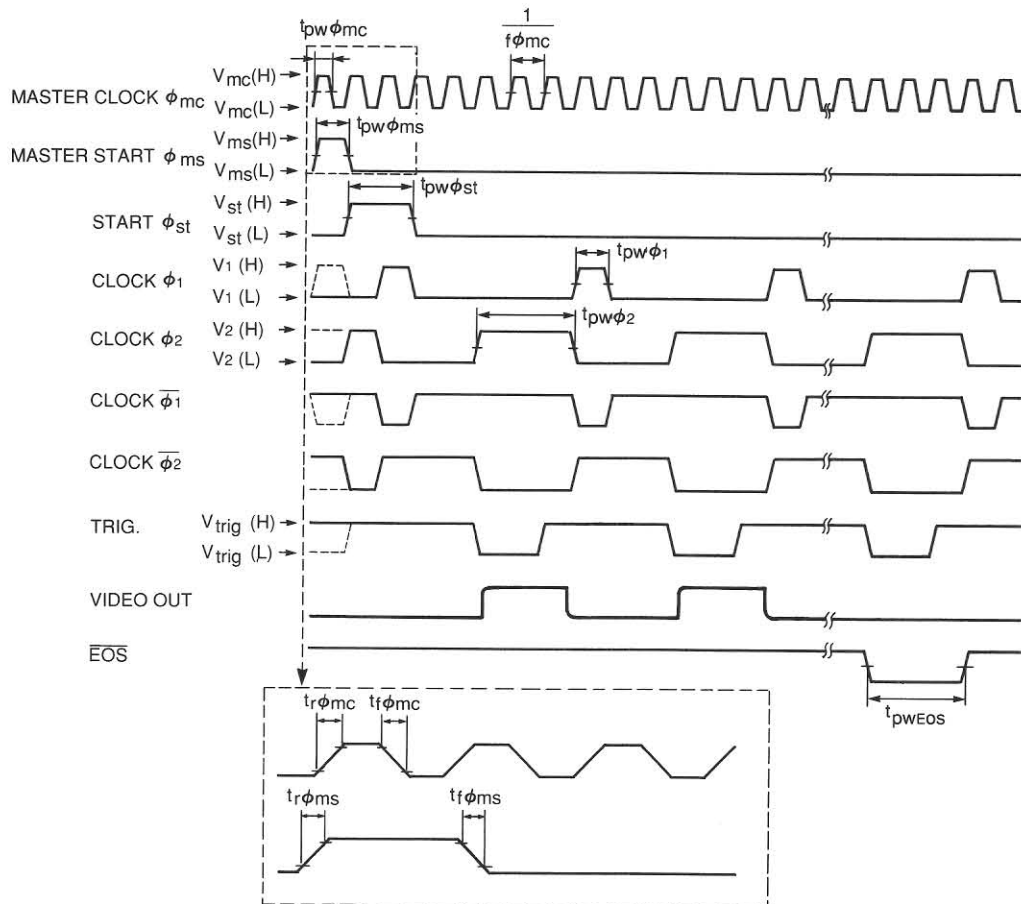 tpwϕmc
1
fϕmc
Vmc(H)
MASTER CLOCK ϕmc
Vmc(L)
tpwϕms
Vms(H)
MASTER START ϕms
Vms(L)
tpwϕst
Vst (H)
START ϕst
Vst (L)
tpwϕ1
V1 (H)
CLOCK ϕ1
V1 (L)
tpwϕ2
V2 (H)
CLOCK ϕ2
V2 (L)
CLOCK ϕ1
CLOCK ϕ2
Vtrig (H)
TRIG.
Vtrig (L)
VIDEO OUT
EOS
tpwEos
trϕmc tfϕmc
trϕms tfϕms